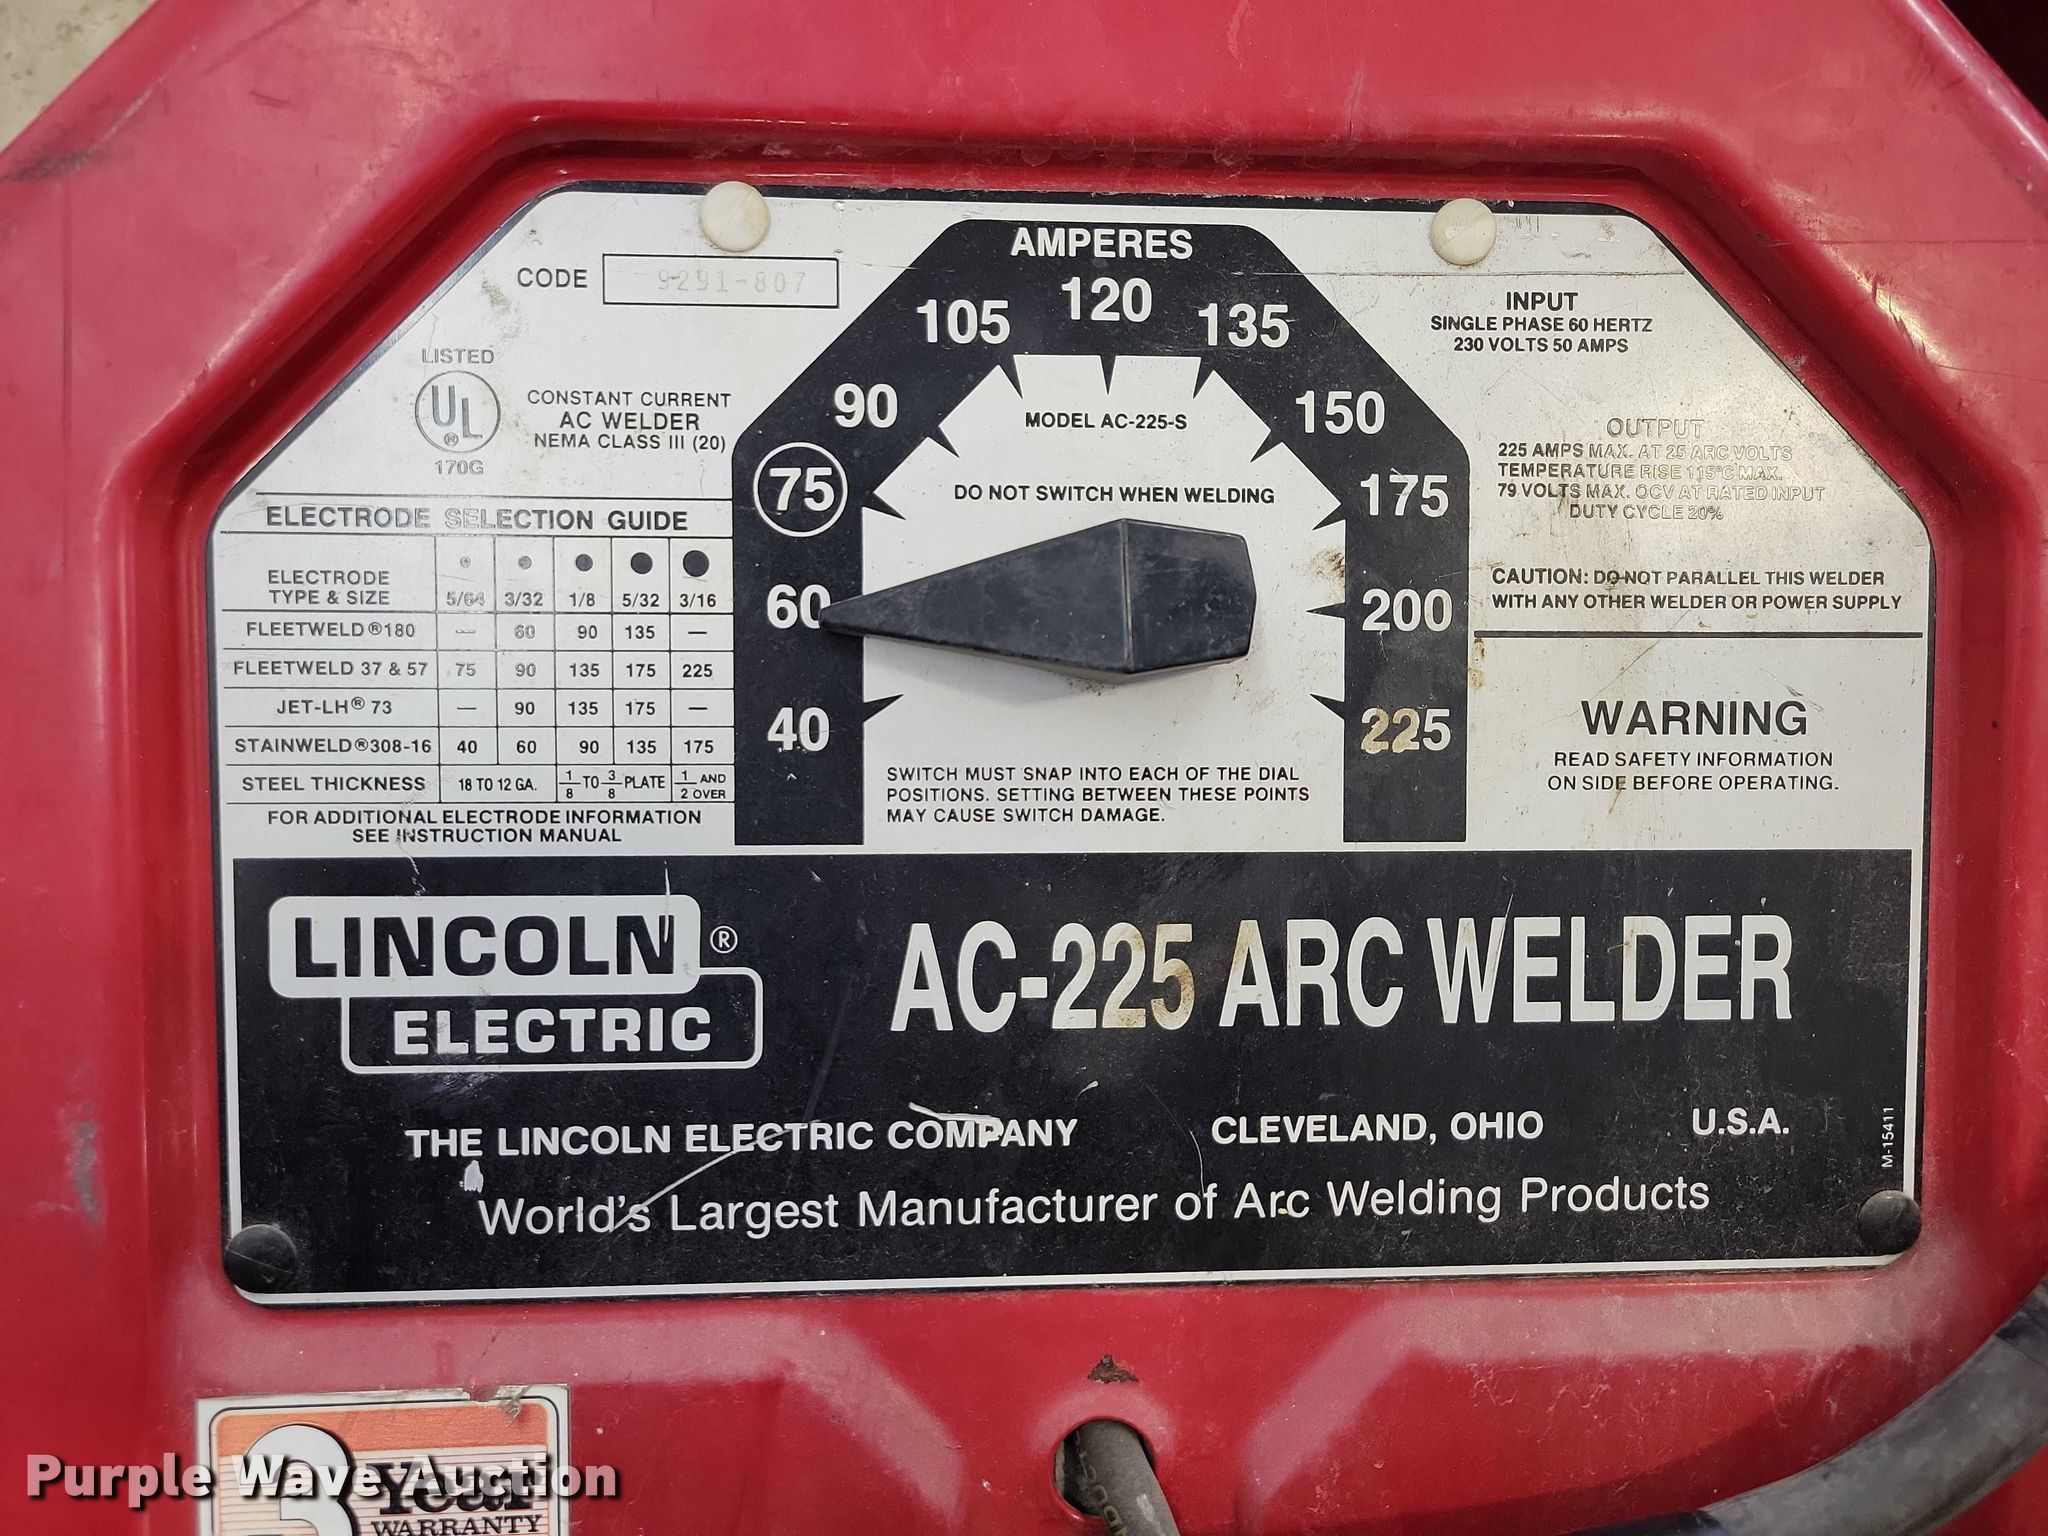 AMPERES
CODE 9291-807
105
120
135
INPUT
SINGLE PHASE 60 HERTZ
230 VOLTS 50 AMPS
LISTED
UL
®
170G
CONSTANT CURRENT
AC WELDER
NEMA CLASS III (20)
90
MODEL AC-225-S
150
OUTPUT
225 AMPS MAX. AT 25 ARC VOLTS
TEMPERATURE RISE 115°C MAX.
79 VOLTS MAX. OCV AT RATED INPUT
DUTY CYCLE 20%
75
DO NOT SWITCH WHEN WELDING
175
ELECTRODE SELECTION GUIDE
ELECTRODE
TYPE & SIZE 5/64 3/32 1/8 5/32 3/16
FLEETWELD®180 — 60 90 135 —
FLEETWELD 37 & 57 75 90 135 175 225
JET-LH® 73 — 90 135 175 —
STAINWELD®308-16 40 60 90 135 175
STEEL THICKNESS 18 TO 12 GA. 1/8 TO 3/8 PLATE 1/2 AND OVER
FOR ADDITIONAL ELECTRODE INFORMATION
SEE INSTRUCTION MANUAL
60
200
CAUTION: DO NOT PARALLEL THIS WELDER
WITH ANY OTHER WELDER OR POWER SUPPLY
40
225
WARNING
READ SAFETY INFORMATION
ON SIDE BEFORE OPERATING.
SWITCH MUST SNAP INTO EACH OF THE DIAL
POSITIONS. SETTING BETWEEN THESE POINTS
MAY CAUSE SWITCH DAMAGE.
LINCOLN ®
ELECTRIC
AC-225 ARC WELDER
THE LINCOLN ELECTRIC COMPANY CLEVELAND, OHIO U.S.A.
M-15411
World's Largest Manufacturer of Arc Welding Products
3 Year
WARRANTY
Purple Wave Auction